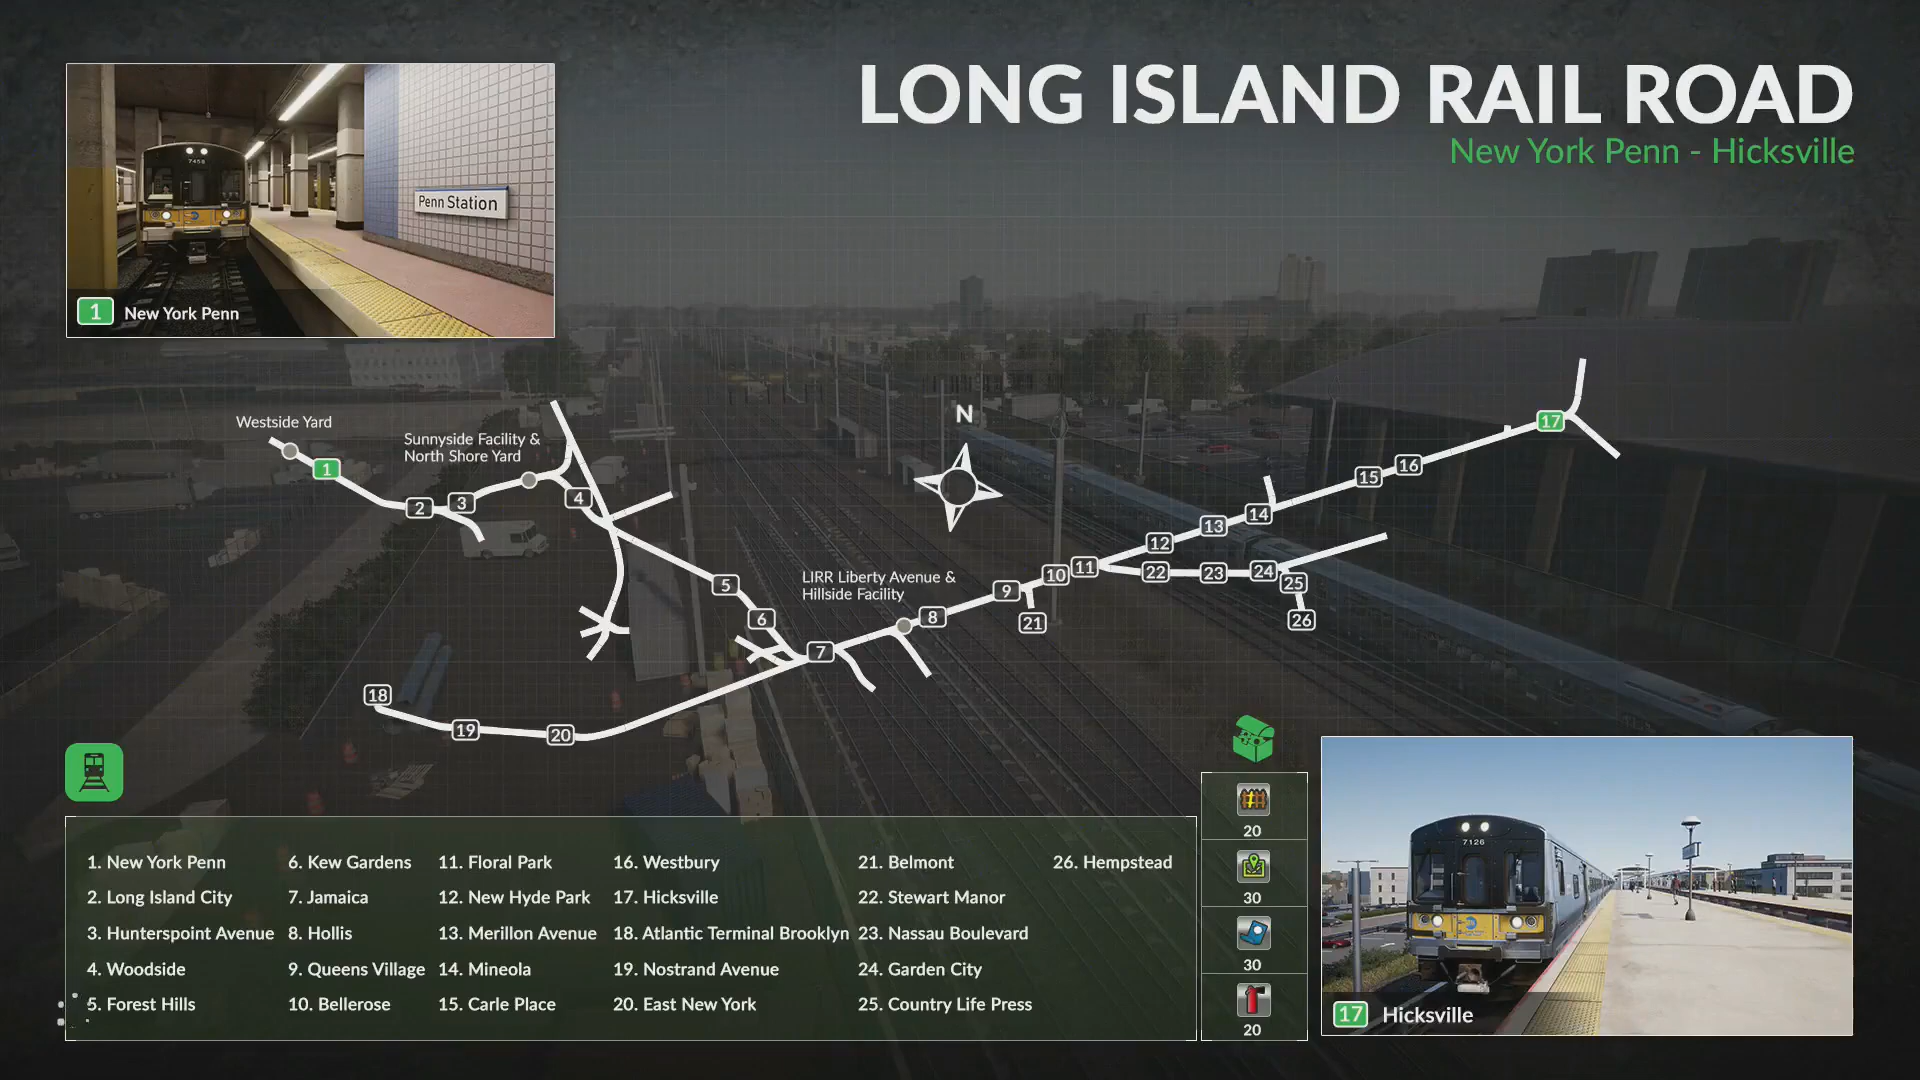 LONG ISLAND RAIL ROAD
New York Penn - Hicksville
7456
Penn Station
1 New York Penn
N
Westside Yard
Sunnyside Facility &
North Shore Yard
LIRR Liberty Avenue &
Hillside Facility
1
2
3
4
5
6
7
8
9
10
11
12
13
14
15
16
17
18
19
20
21
22
23
24
25
26
1. New York Penn
2. Long Island City
3. Hunterspoint Avenue
4. Woodside
5. Forest Hills
6. Kew Gardens
7. Jamaica
8. Hollis
9. Queens Village
10. Bellerose
11. Floral Park
12. New Hyde Park
13. Merillon Avenue
14. Mineola
15. Carle Place
16. Westbury
17. Hicksville
18. Atlantic Terminal Brooklyn
19. Nostrand Avenue
20. East New York
21. Belmont
22. Stewart Manor
23. Nassau Boulevard
24. Garden City
25. Country Life Press
26. Hempstead
20
30
30
20
7126
17 Hicksville